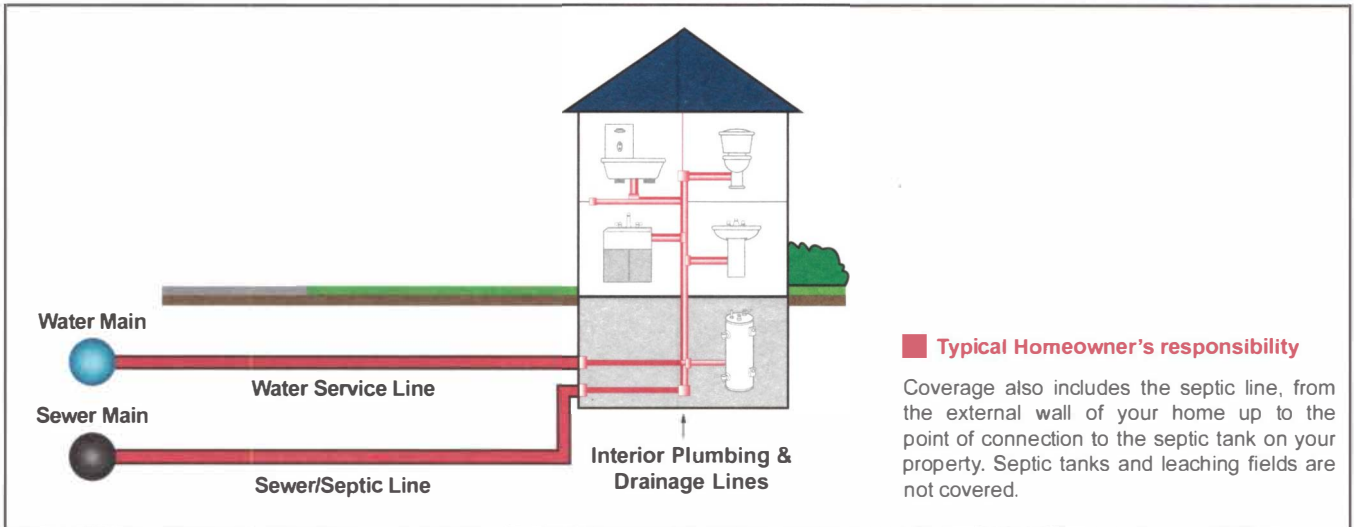 Water Main
Water Service Line
Sewer Main
Sewer/Septic Line
Interior Plumbing &
Drainage Lines
Typical Homeowner's responsibility
Coverage also includes the septic line, from
the external wall of your home up to the
point of connection to the septic tank on your
property. Septic tanks and leaching fields are
not covered.